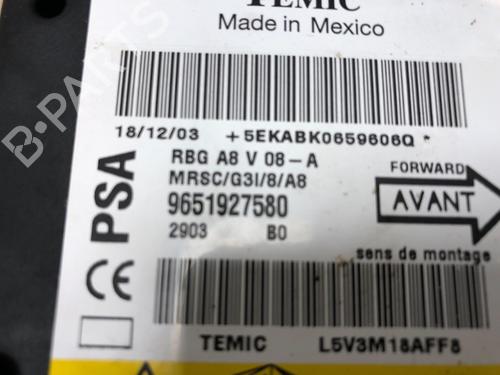 TEMIC
Made in Mexico
18/12/03 +5EKABK0659606Q *
RBG A8 V 08-A
MRSC/G3I/8/A8
9651927580
2903 B0
PSA
CE
FORWARD
AVANT
sens de montage
TEMIC L5V3M18AFF8
B-PARTS